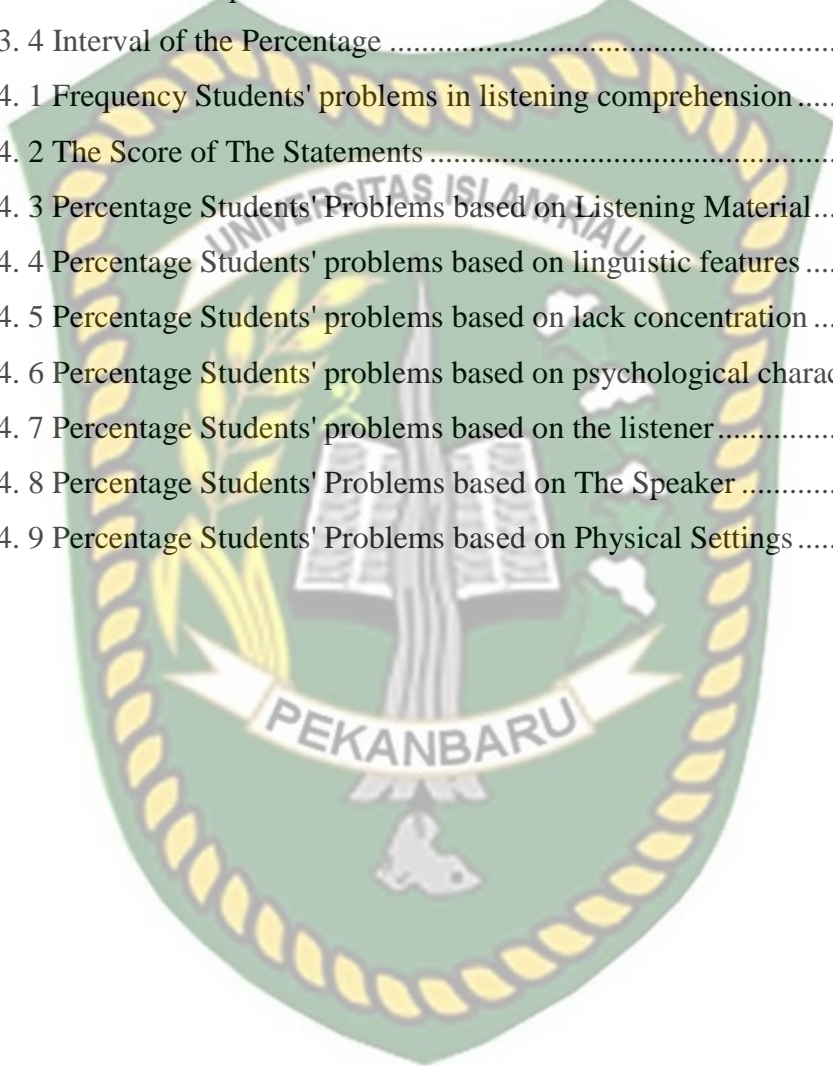 3. 4 Interval of the Percentage ..........................................................
4. 1 Frequency Students' problems in listening comprehension .....
4. 2 The Score of The Statements .....................................................
4. 3 Percentage Students' Problems based on Listening Material ...
4. 4 Percentage Students' problems based on linguistic features ....
4. 5 Percentage Students' problems based on lack concentration ...
4. 6 Percentage Students' problems based on psychological
4. 7 Percentage Students' problems based on the listener ...............
4. 8 Percentage Students' Problems based on The Speaker ............
4. 9 Percentage Students' Problems based on Physical Settings .....
UNIVERSITAS ISLAM RIAU
PEKANBARU